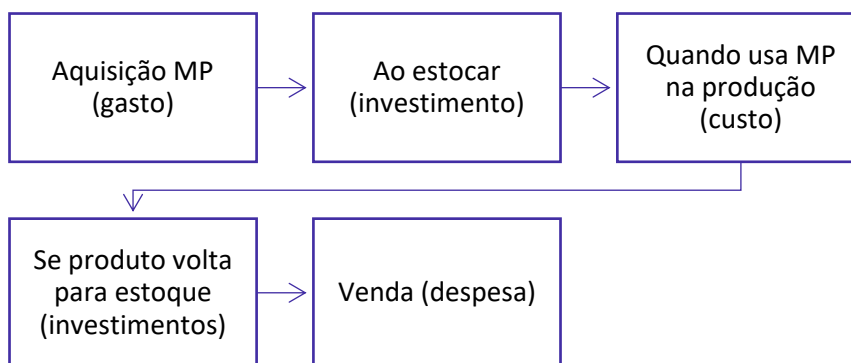 Aquisição MP
(gasto)
Ao estocar
(investimento)
Quando usa MP
na produção
(custo)
Se produto volta
para estoque
(investimentos)
Venda (despesa)